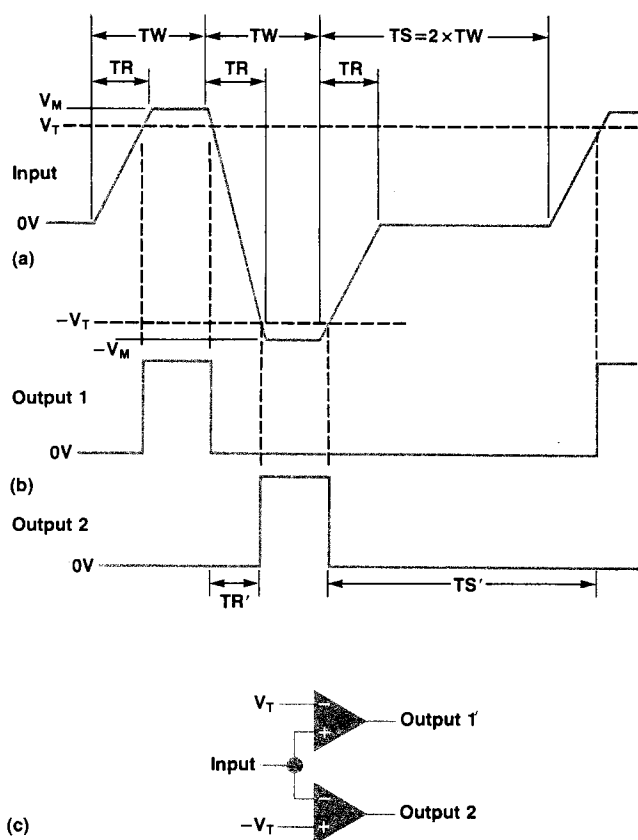 TW TW TS=2×TW
TR TR TR
V_M
V_T
Input
0V
(a)
−V_T
−V_M
Output 1
0V
(b)
Output 2
0V
TR′ TS′
V_T − Output 1′
+
Input
−
−V_T + Output 2
(c)